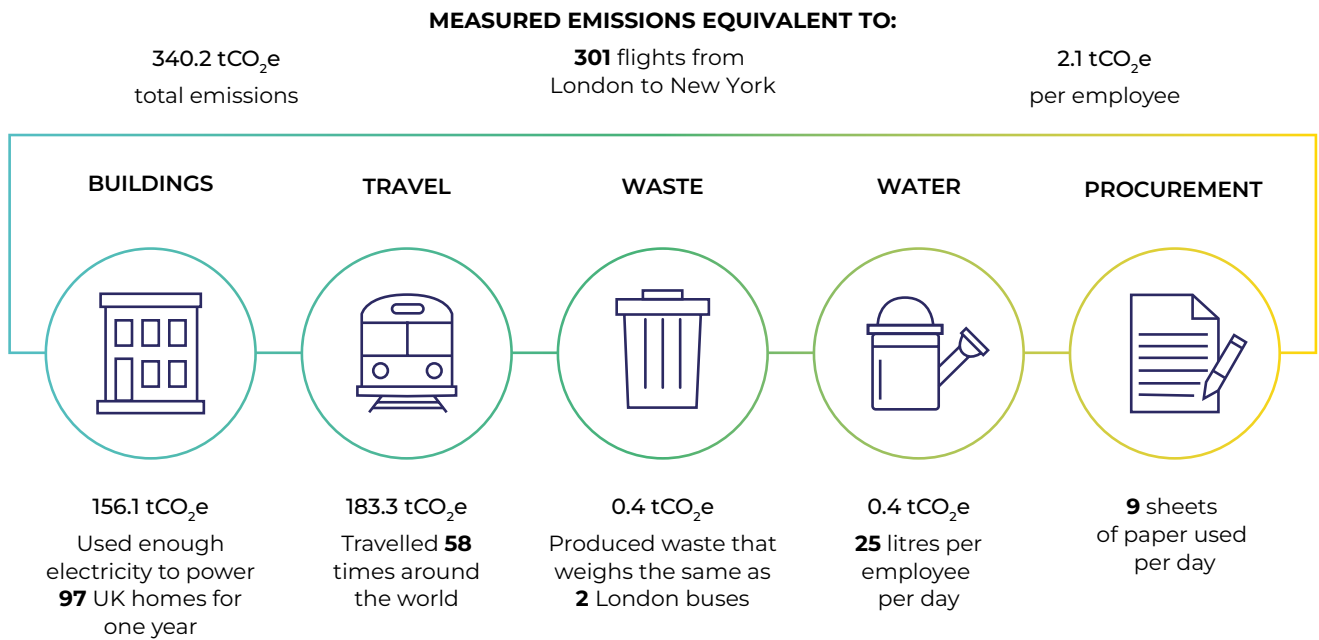 MEASURED EMISSIONS EQUIVALENT TO:
340.2 tCO₂e
total emissions
301 flights from
London to New York
2.1 tCO₂e
per employee
BUILDINGS
TRAVEL
WASTE
WATER
PROCUREMENT
156.1 tCO₂e
Used enough
electricity to power
97 UK homes for
one year
183.3 tCO₂e
Travelled 58
times around
the world
0.4 tCO₂e
Produced waste that
weighs the same as
2 London buses
0.4 tCO₂e
25 litres per
employee
per day
9 sheets
of paper used
per day